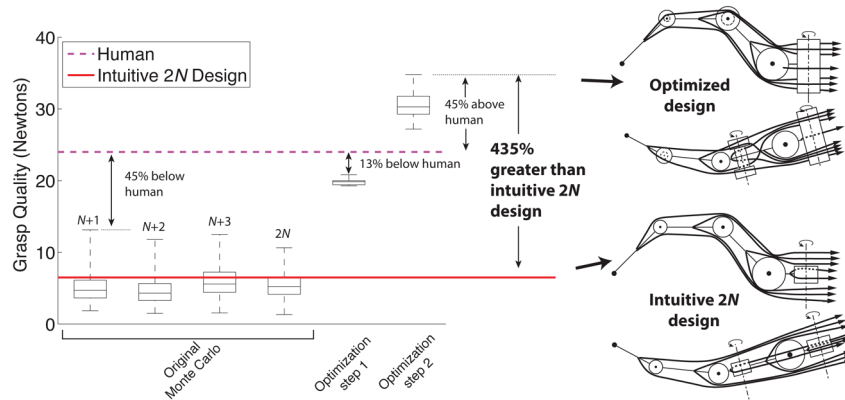 Grasp Quality (Newtons)
40
30
20
10
0
Human
Intuitive 2N Design
45% below
human
N+1
N+2
N+3
2N
13% below human
45% above
human
435%
greater than
intuitive 2N
design
Original
Monte Carlo
Optimization
step 1
Optimization
step 2
Optimized
design
Intuitive 2N
design